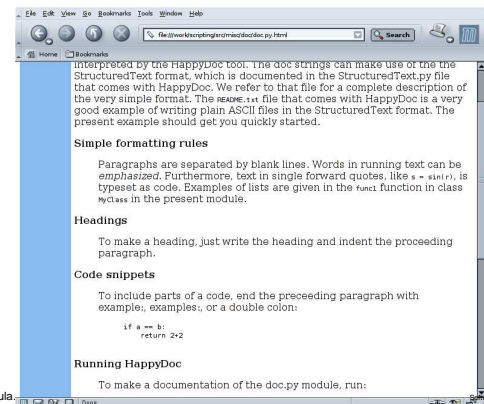 File Edit View Go Bookmarks Tools Window Help
file:///work/scripting/src/misc/doc/doc.py.html Search
Home Bookmarks
interpreted by the HappyDoc tool. The doc strings can make use of the the
StructuredText format, which is documented in the StructuredText.py file
that comes with HappyDoc. We refer to that file for a complete description of
the very simple format. The README.txt file that comes with HappyDoc is a very
good example of writing plain ASCII files in the StructuredText format. The
present example should get you quickly started.
Simple formatting rules
Paragraphs are separated by blank lines. Words in running text can be
emphasized. Furthermore, text in single forward quotes, like s = sin(r), is
typeset as code. Examples of lists are given in the func1 function in class
MyClass in the present module.
Headings
To make a heading, just write the heading and indent the proceeding
paragraph.
Code snippets
To include parts of a code, end the preceeding paragraph with
example:, examples:, or a double colon:
if a == b:
return 2+2
Running HappyDoc
To make a documentation of the doc.py module, run:
ula.
Done